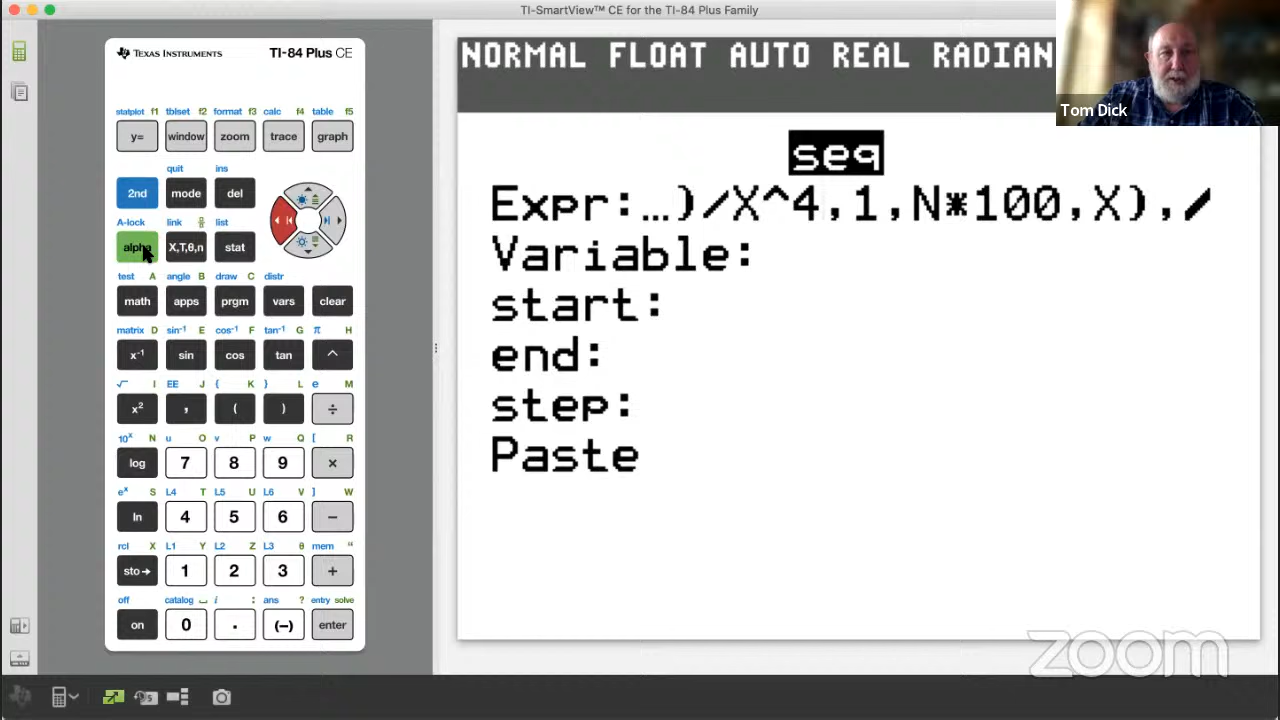 TI-SmartView™ CE for the TI-84 Plus Family
TEXAS INSTRUMENTS TI-84 Plus CE
statplot f1 tblset f2 format f3 calc f4 table f5
y= window zoom trace graph
quit ins
2nd mode del
A-lock link list
alpha X,T,θ,n stat
test A angle B draw C distr
math apps prgm vars clear
matrix D sin⁻¹ E cos⁻¹ F tan⁻¹ G π H
x⁻¹ sin cos tan ^
√ I EE J { K } L e M
x² , ( ) ÷
10ˣ N u O v P w Q [ R
log 7 8 9 ×
eˣ S L4 T L5 U L6 V ] W
ln 4 5 6 −
rcl X L1 Y L2 Z L3 θ mem "
sto→ 1 2 3 +
off catalog i : ans ? entry solve
on 0 . (−) enter
NORMAL FLOAT AUTO REAL RADIAN
seq
Expr:…)/X^4,1,N*100,X),/
Variable:
start:
end:
step:
Paste
Tom Dick
zoom